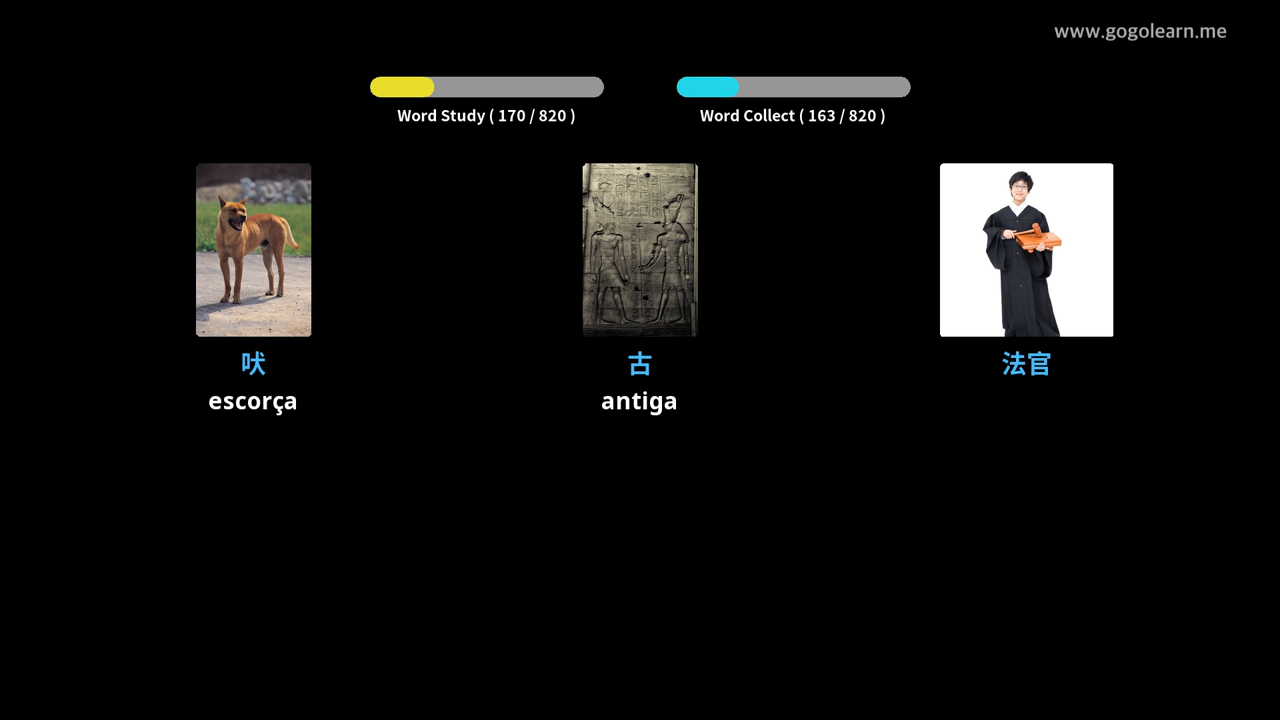 www.gogolearn.me
Word Study ( 170 / 820 )
Word Collect ( 163 / 820 )
吠
古
法官
escorça
antiga